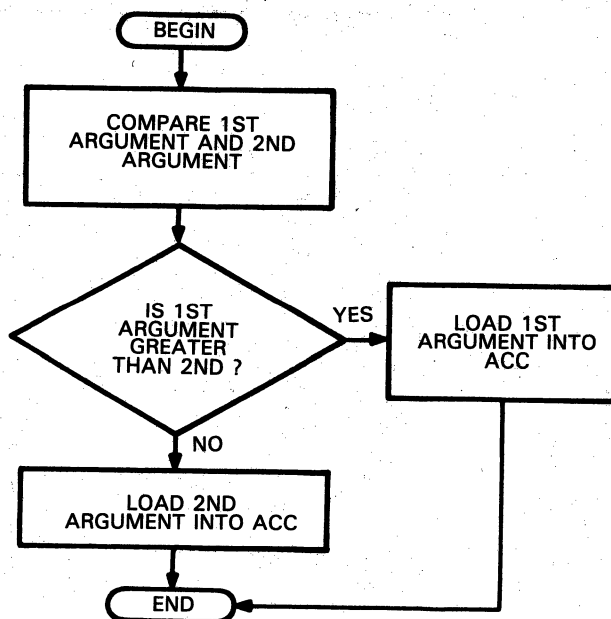 BEGIN
COMPARE 1ST
ARGUMENT AND 2ND
ARGUMENT
IS 1ST
ARGUMENT
GREATER
THAN 2ND ?
YES
LOAD 1ST
ARGUMENT INTO
ACC
NO
LOAD 2ND
ARGUMENT INTO ACC
END